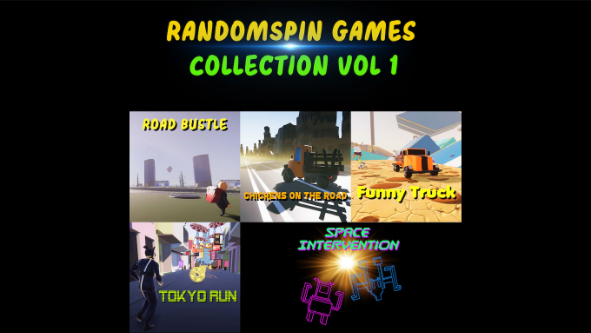 RANDOMSPIN GAMES
COLLECTION VOL 1
ROAD BUSTLE
CHICKENS ON THE ROAD
Funny Truck
TOKYO RUN
SPACE
INTERVENTION